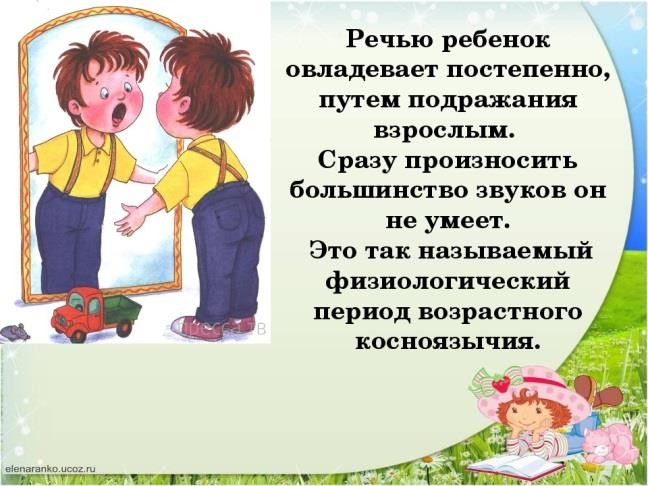 Речью ребенок
овладевает постепенно,
путем подражания
взрослым.
Сразу произносить
большинство звуков он
не умеет.
Это так называемый
физиологический
период возрастного
косноязычия.
elenaranko.ucoz.ru